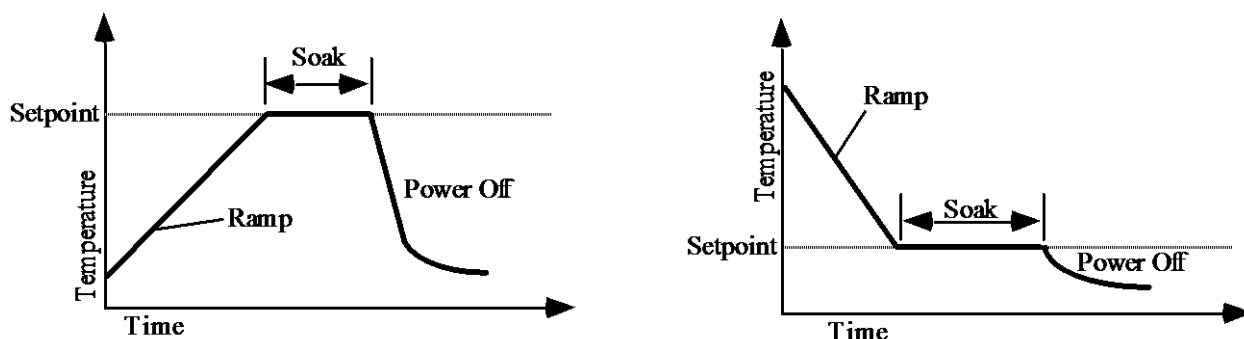 Soak
Setpoint
Temperature
Ramp
Power Off
Time
Temperature
Ramp
Soak
Setpoint
Power Off
Time